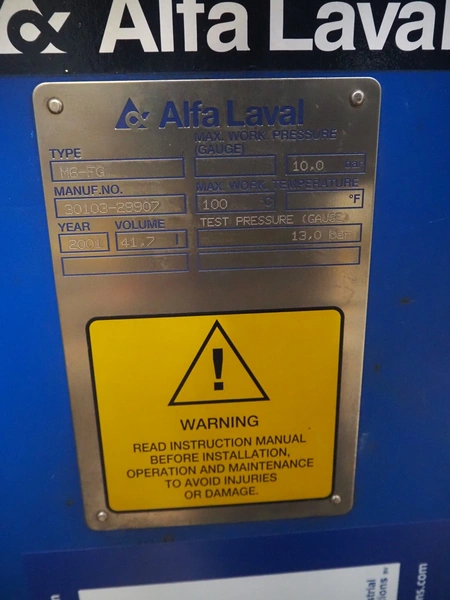 Alfa Laval
Alfa Laval
TYPE
M6-FG
MAX. WORK. PRESSURE
(GAUGE)
10.0 bar
MANUF.NO.
30103-29907
MAX. WORK. TEMPERATURE
100 °C °F
YEAR VOLUME
2001 41.7 l
TEST PRESSURE (GAUGE)
13.0 bar
WARNING
READ INSTRUCTION MANUAL
BEFORE INSTALLATION,
OPERATION AND MAINTENANCE
TO AVOID INJURIES
OR DAMAGE.